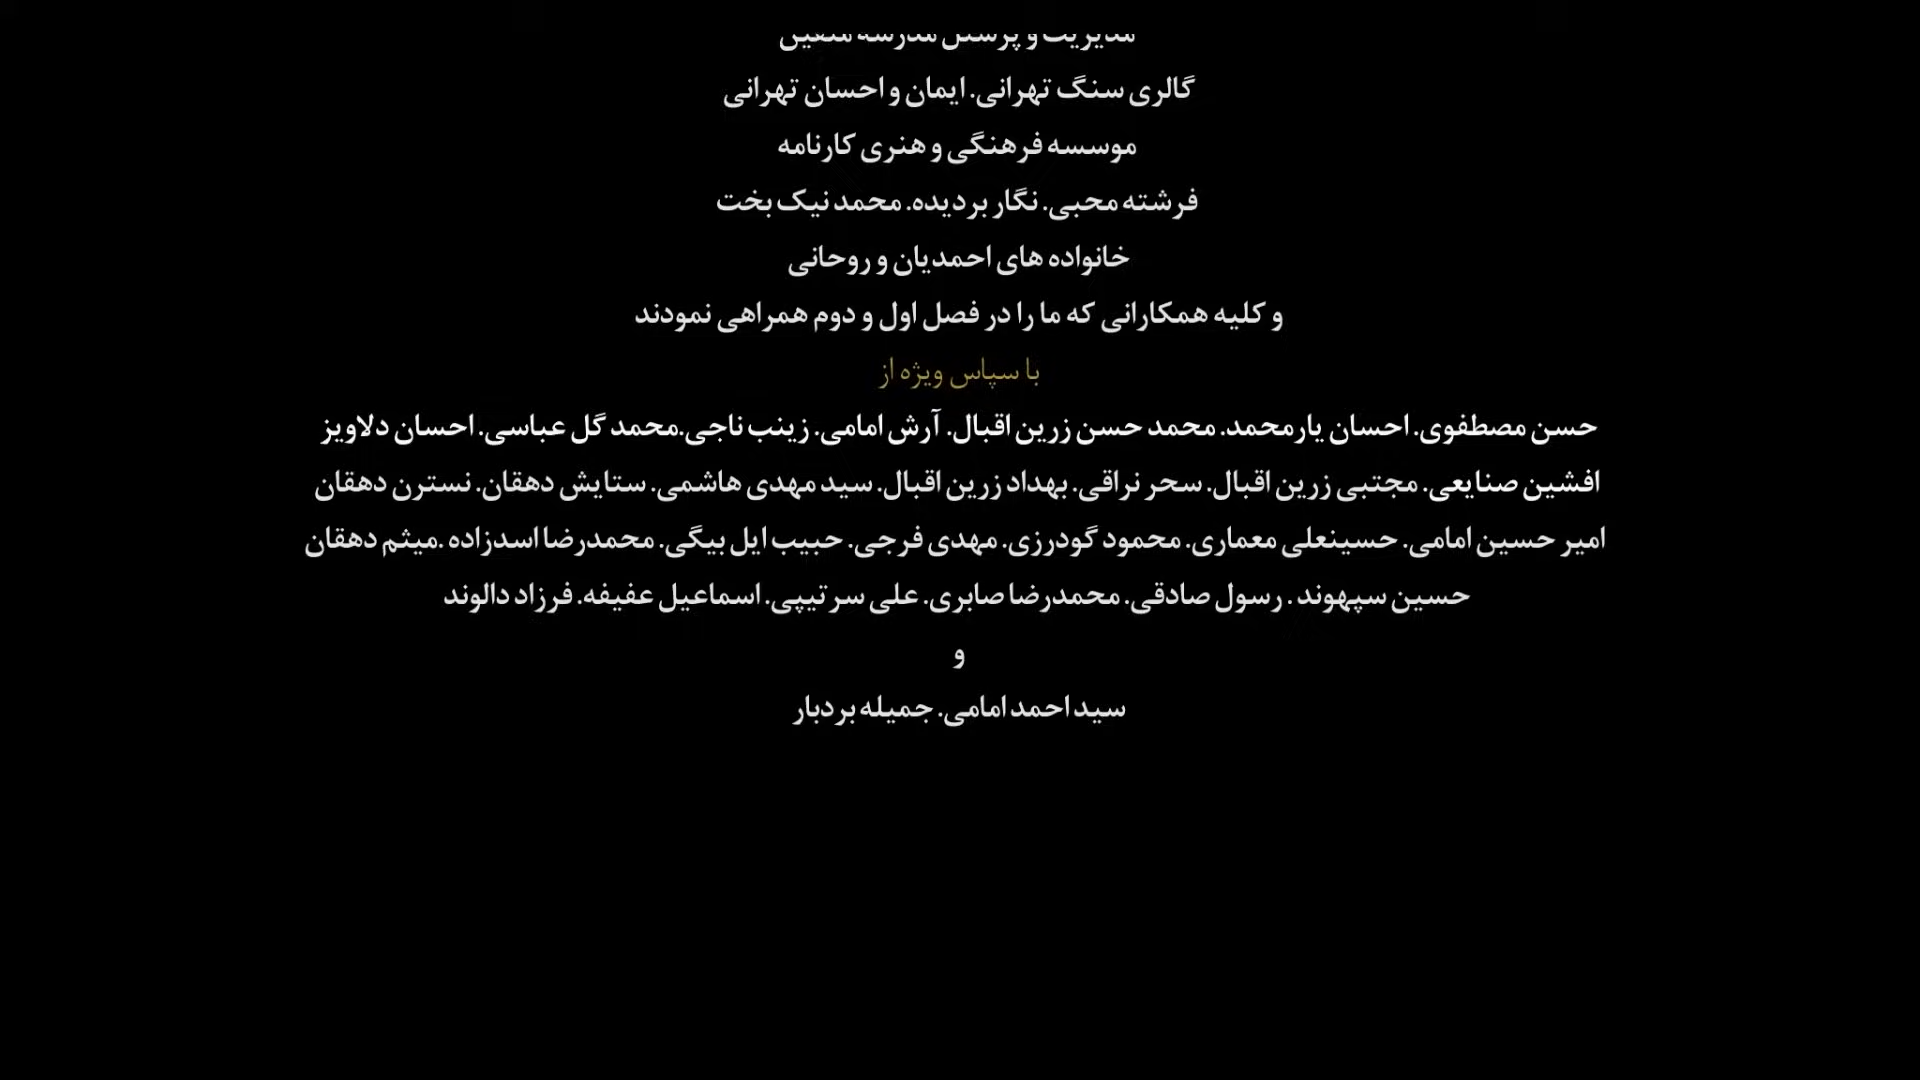 مدیریت و پرسنل مدرسه متقین
گالری سنگ تهرانی. ایمان و احسان تهرانی
موسسه فرهنگی و هنری کارنامه
فرشته محبی. نگار بردیده. محمد نیک بخت
خانواده های احمدیان و روحانی
و کلیه همکارانی که ما را در فصل اول و دوم همراهی نمودند
با سپاس ویژه از
حسن مصطفوی. احسان یارمحمد. محمد حسن زرین اقبال. آرش امامی. زینب ناجی.محمد گل عباسی. احسان دلاویز
افشین صنایعی. مجتبی زرین اقبال. سحر نراقی. بهداد زرین اقبال. سید مهدی هاشمی. ستایش دهقان. نسترن دهقان
امیر حسین امامی. حسینعلی معماری. محمود گودرزی. مهدی فرجی. حبیب ایل بیگی. محمدرضا اسدزاده .میثم دهقان
حسین سپهوند . رسول صادقی. محمدرضا صابری. علی سرتیپی. اسماعیل عفیفه. فرزاد دالوند
و
سید احمد امامی. جمیله بردبار